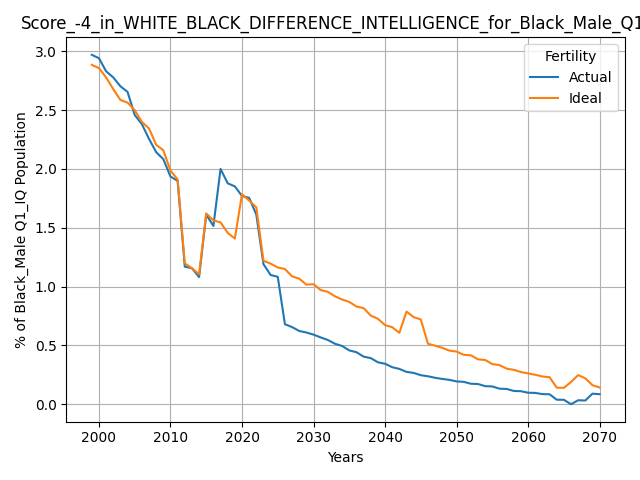 Score_-4_in_WHITE_BLACK_DIFFERENCE_INTELLIGENCE_for_Black_Male_Q1
Fertility
Actual
Ideal
% of Black_Male Q1_IQ Population
3.0
2.5
2.0
1.5
1.0
0.5
0.0
2000 2010 2020 2030 2040 2050 2060 2070
Years